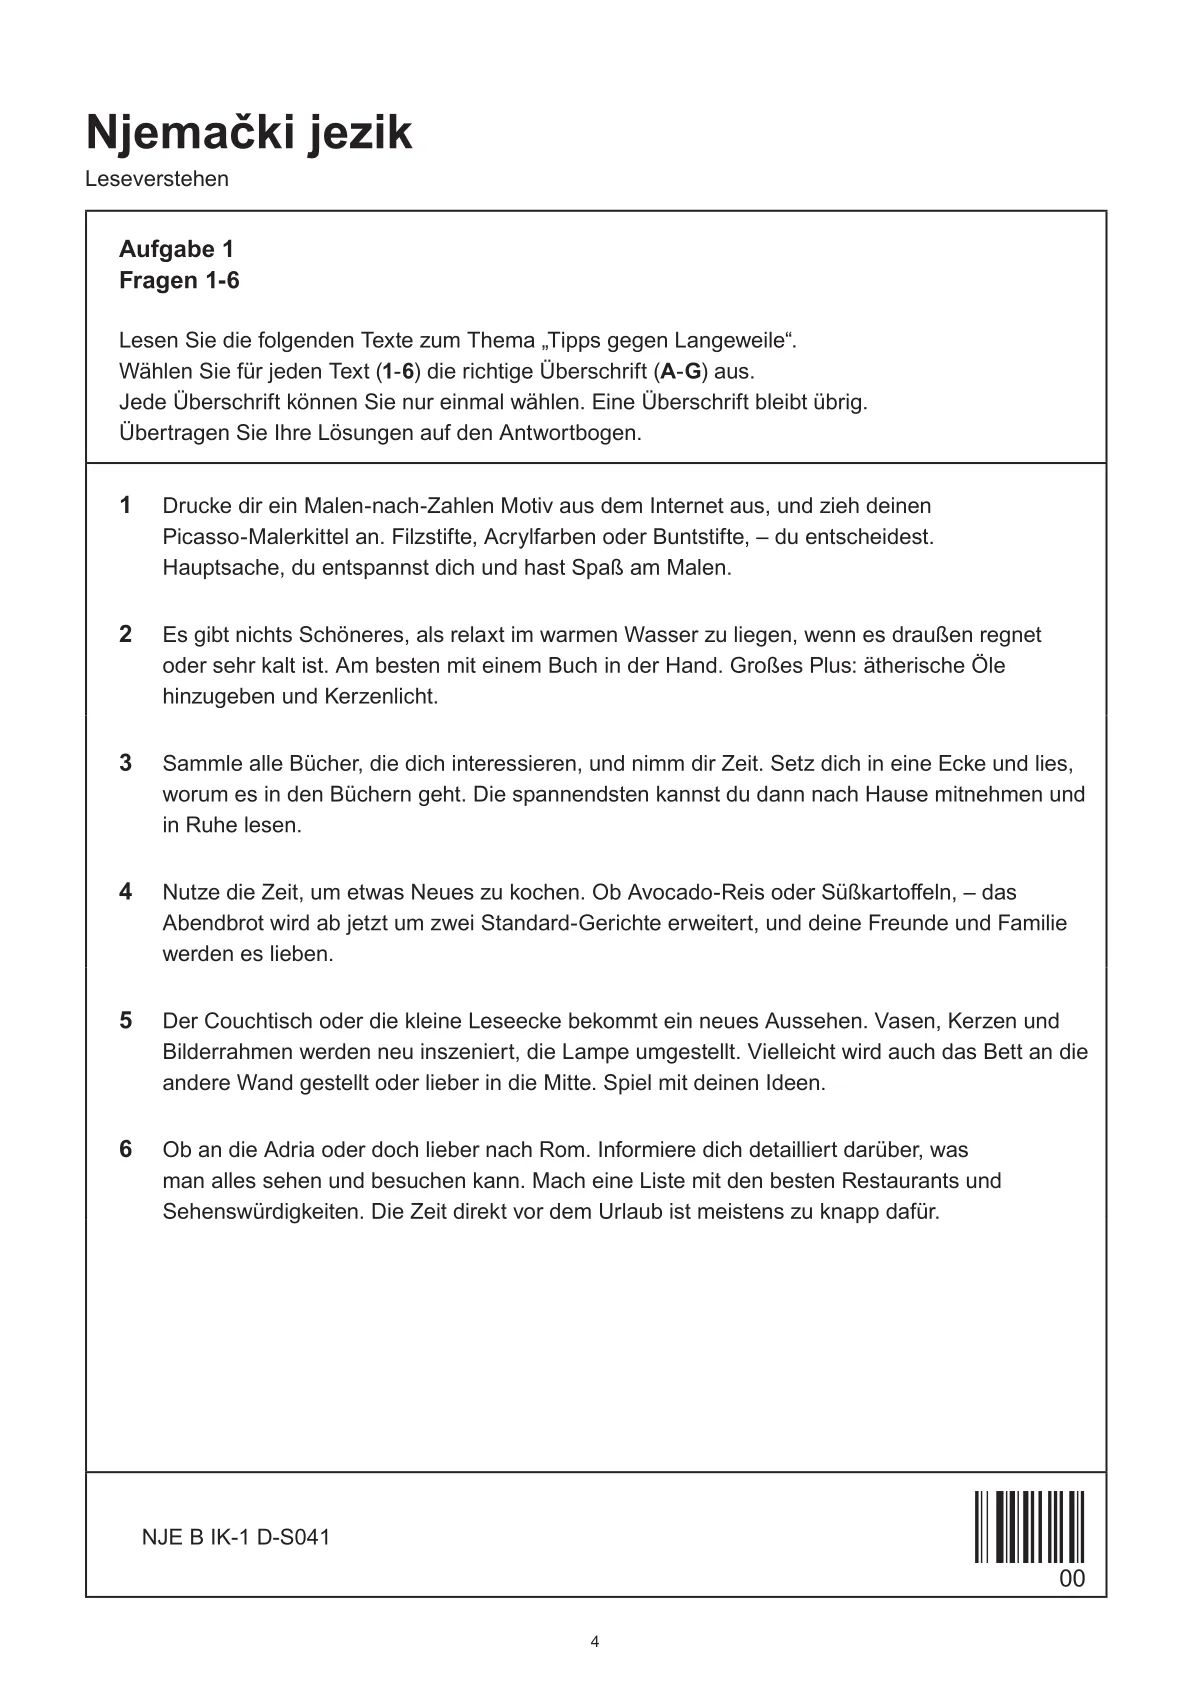 Njemački jezik
Leseverstehen
Aufgabe 1
Fragen 1-6
Lesen Sie die folgenden Texte zum Thema „Tipps gegen Langeweile“.
Wählen Sie für jeden Text (1-6) die richtige Überschrift (A-G) aus.
Jede Überschrift können Sie nur einmal wählen. Eine Überschrift bleibt übrig.
Übertragen Sie Ihre Lösungen auf den Antwortbogen.
1 Drucke dir ein Malen-nach-Zahlen Motiv aus dem Internet aus, und zieh deinen
Picasso-Malerkittel an. Filzstifte, Acrylfarben oder Buntstifte, – du entscheidest.
Hauptsache, du entspannst dich und hast Spaß am Malen.
2 Es gibt nichts Schöneres, als relaxt im warmen Wasser zu liegen, wenn es draußen regnet
oder sehr kalt ist. Am besten mit einem Buch in der Hand. Großes Plus: ätherische Öle
hinzugeben und Kerzenlicht.
3 Sammle alle Bücher, die dich interessieren, und nimm dir Zeit. Setz dich in eine Ecke und lies,
worum es in den Büchern geht. Die spannendsten kannst du dann nach Hause mitnehmen und
in Ruhe lesen.
4 Nutze die Zeit, um etwas Neues zu kochen. Ob Avocado-Reis oder Süßkartoffeln, – das
Abendbrot wird ab jetzt um zwei Standard-Gerichte erweitert, und deine Freunde und Familie
werden es lieben.
5 Der Couchtisch oder die kleine Leseecke bekommt ein neues Aussehen. Vasen, Kerzen und
Bilderrahmen werden neu inszeniert, die Lampe umgestellt. Vielleicht wird auch das Bett an die
andere Wand gestellt oder lieber in die Mitte. Spiel mit deinen Ideen.
6 Ob an die Adria oder doch lieber nach Rom. Informiere dich detailliert darüber, was
man alles sehen und besuchen kann. Mach eine Liste mit den besten Restaurants und
Sehenswürdigkeiten. Die Zeit direkt vor dem Urlaub ist meistens zu knapp dafür.
NJE B IK-1 D-S041
00
4